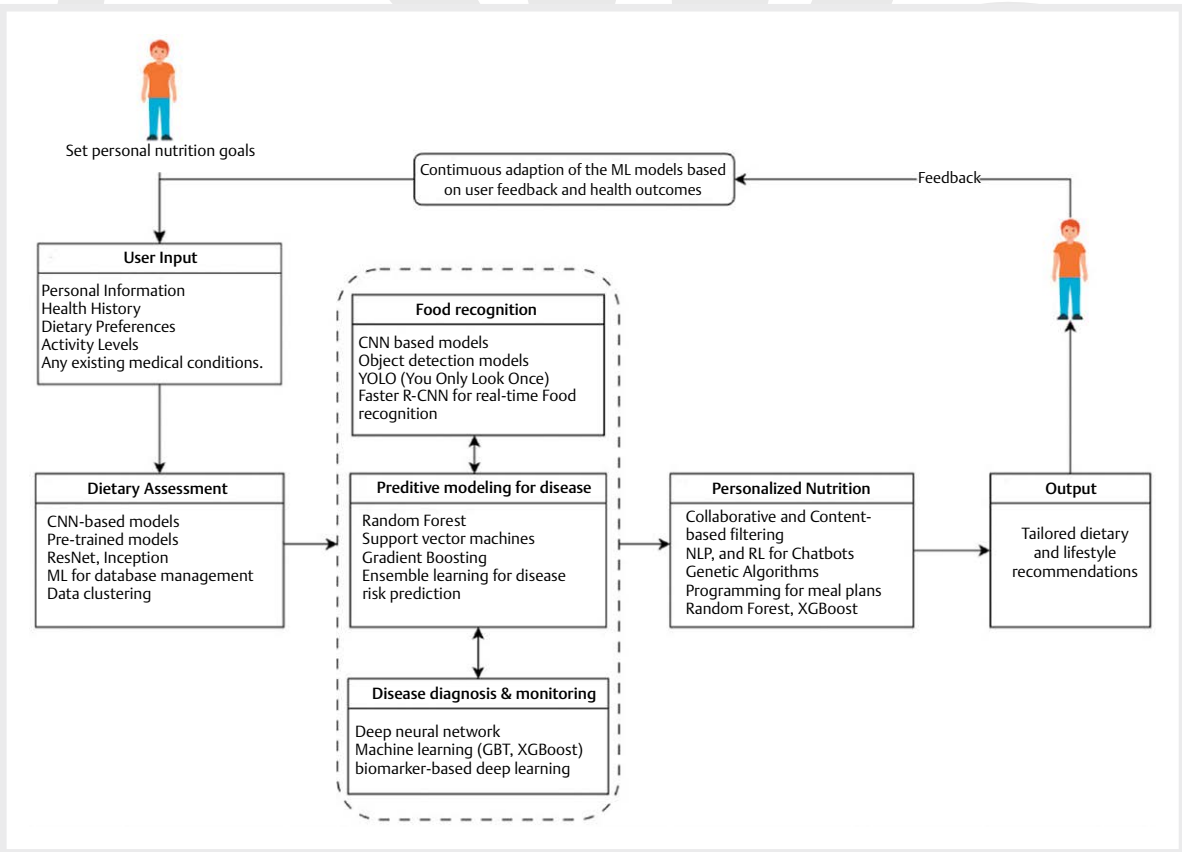 Set personal nutrition goals
Continuous adaption of the ML models based
on user feedback and health outcomes
Feedback
User Input
Personal Information
Health History
Dietary Preferences
Activity Levels
Any existing medical conditions.
Food recognition
CNN based models
Object detection models
YOLO (You Only Look Once)
Faster R-CNN for real-time Food
recognition
Dietary Assessment
CNN-based models
Pre-trained models
ResNet, Inception
ML for database management
Data clustering
Preditive modeling for disease
Random Forest
Support vector machines
Gradient Boosting
Ensemble learning for disease
risk prediction
Personalized Nutrition
Collaborative and Content-
based filtering
NLP, and RL for Chatbots
Genetic Algorithms
Programming for meal plans
Random Forest, XGBoost
Output
Tailored dietary
and lifestyle
recommendations
Disease diagnosis & monitoring
Deep neural network
Machine learning (GBT, XGBoost)
biomarker-based deep learning